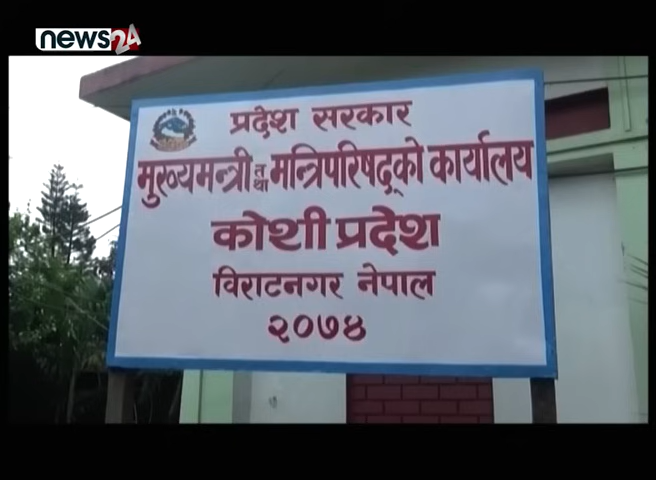 news24
प्रदेश सरकार
मुख्यमन्त्री तथा मन्त्रिपरिषद्को कार्यालय
कोशी प्रदेश
विराटनगर नेपाल
२०७४